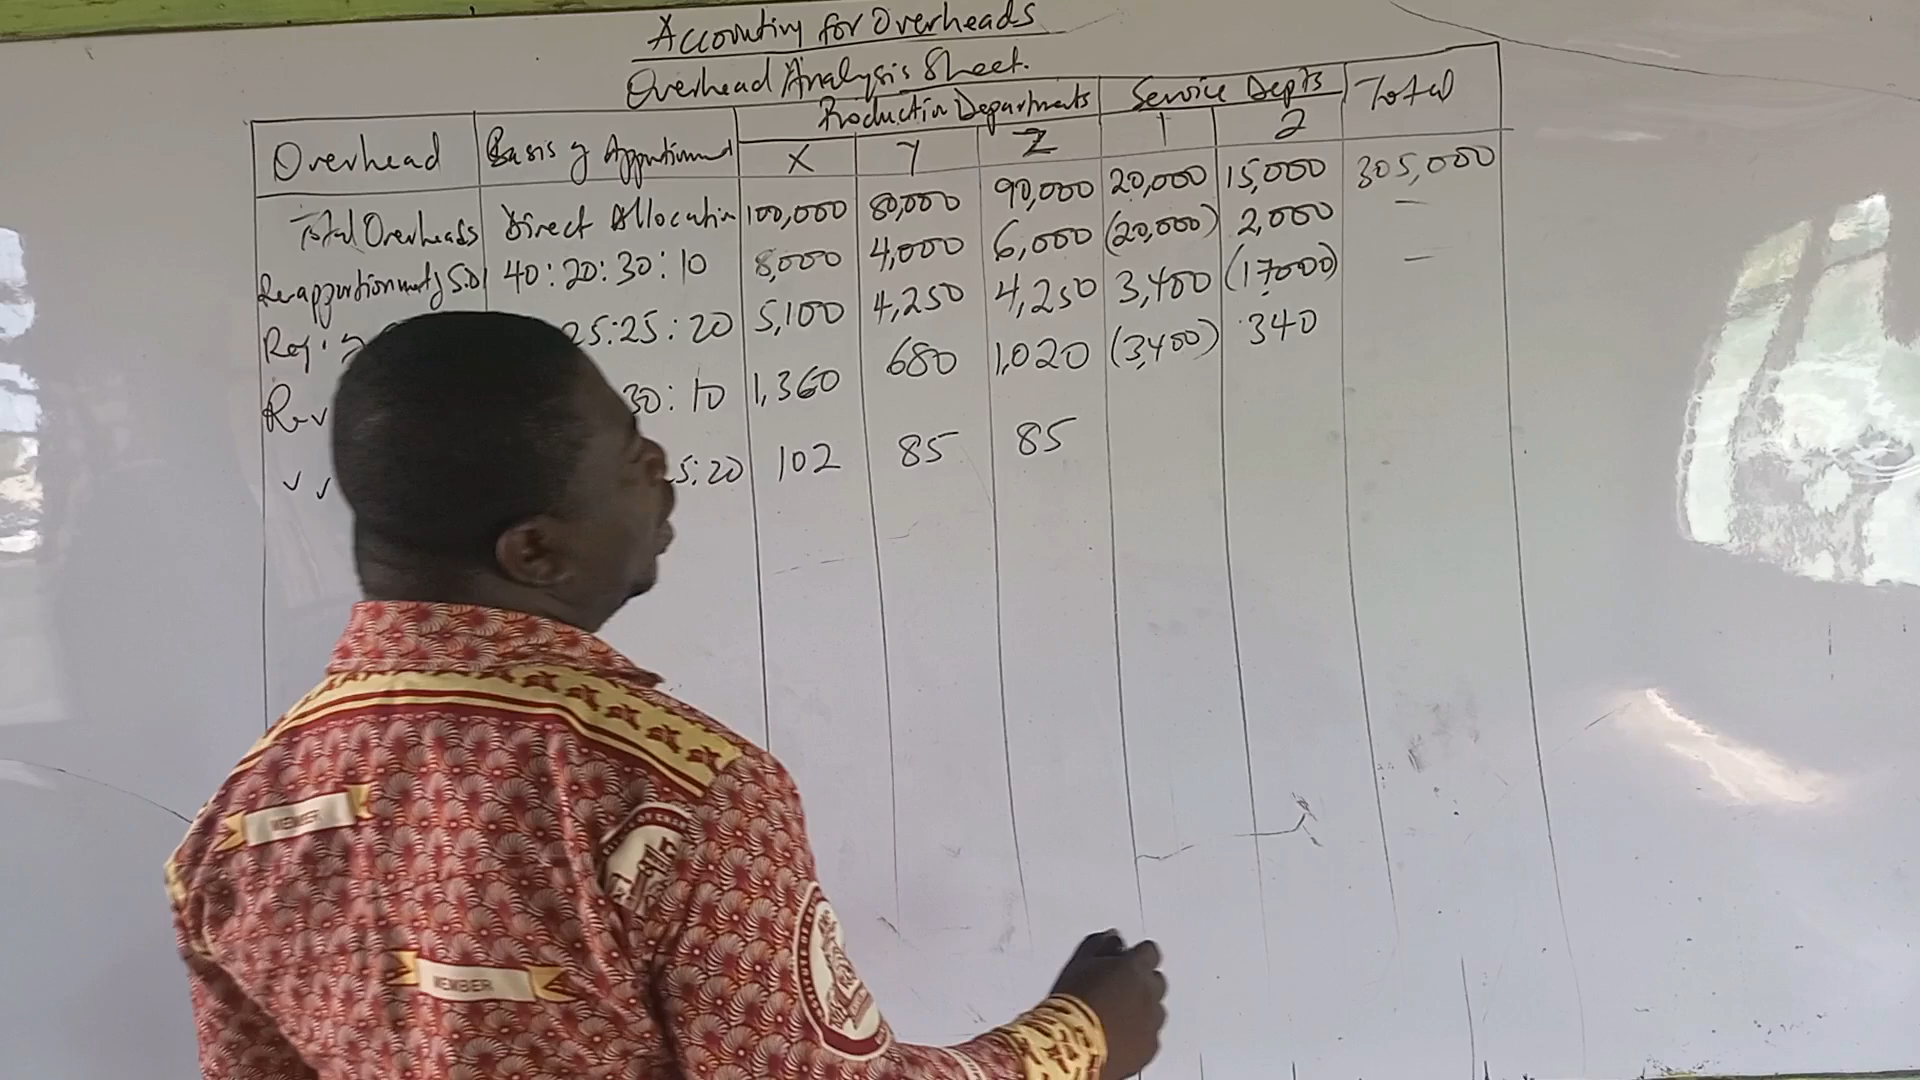 Accounting for Overheads
Overhead Analysis Sheet.
Overhead Basis of Apportionment Production Departments Service Depts Total
X Y Z 1 2
Total Overheads Direct Allocation 100,000 80,000 90,000 20,000 15,000 305,000
Re-apportionment of S.D1 40:20:30:10 8,000 4,000 6,000 (20,000) 2,000 -
25:25:20 5,100 4,250 4,250 3,400 (17,000) -
30:10 1,360 680 1,020 (3,400) 340
5:20 102 85 85
MEMBER
MEMBER